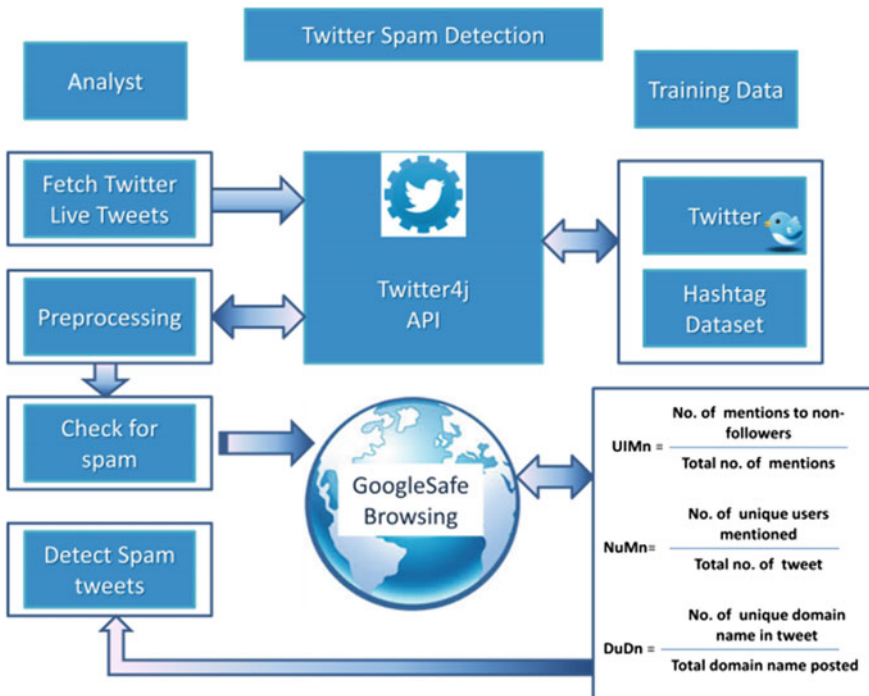 Twitter Spam Detection
Analyst
Training Data
Fetch Twitter
Live Tweets
Twitter4j
API
Twitter
Hashtag
Dataset
Preprocessing
Check for
spam
GoogleSafe
Browsing
Detect Spam
tweets
No. of mentions to non-
followers
UIMn =
Total no. of mentions
No. of unique users
mentioned
NuMn=
Total no. of tweet
No. of unique domain
name in tweet
DuDn =
Total domain name posted